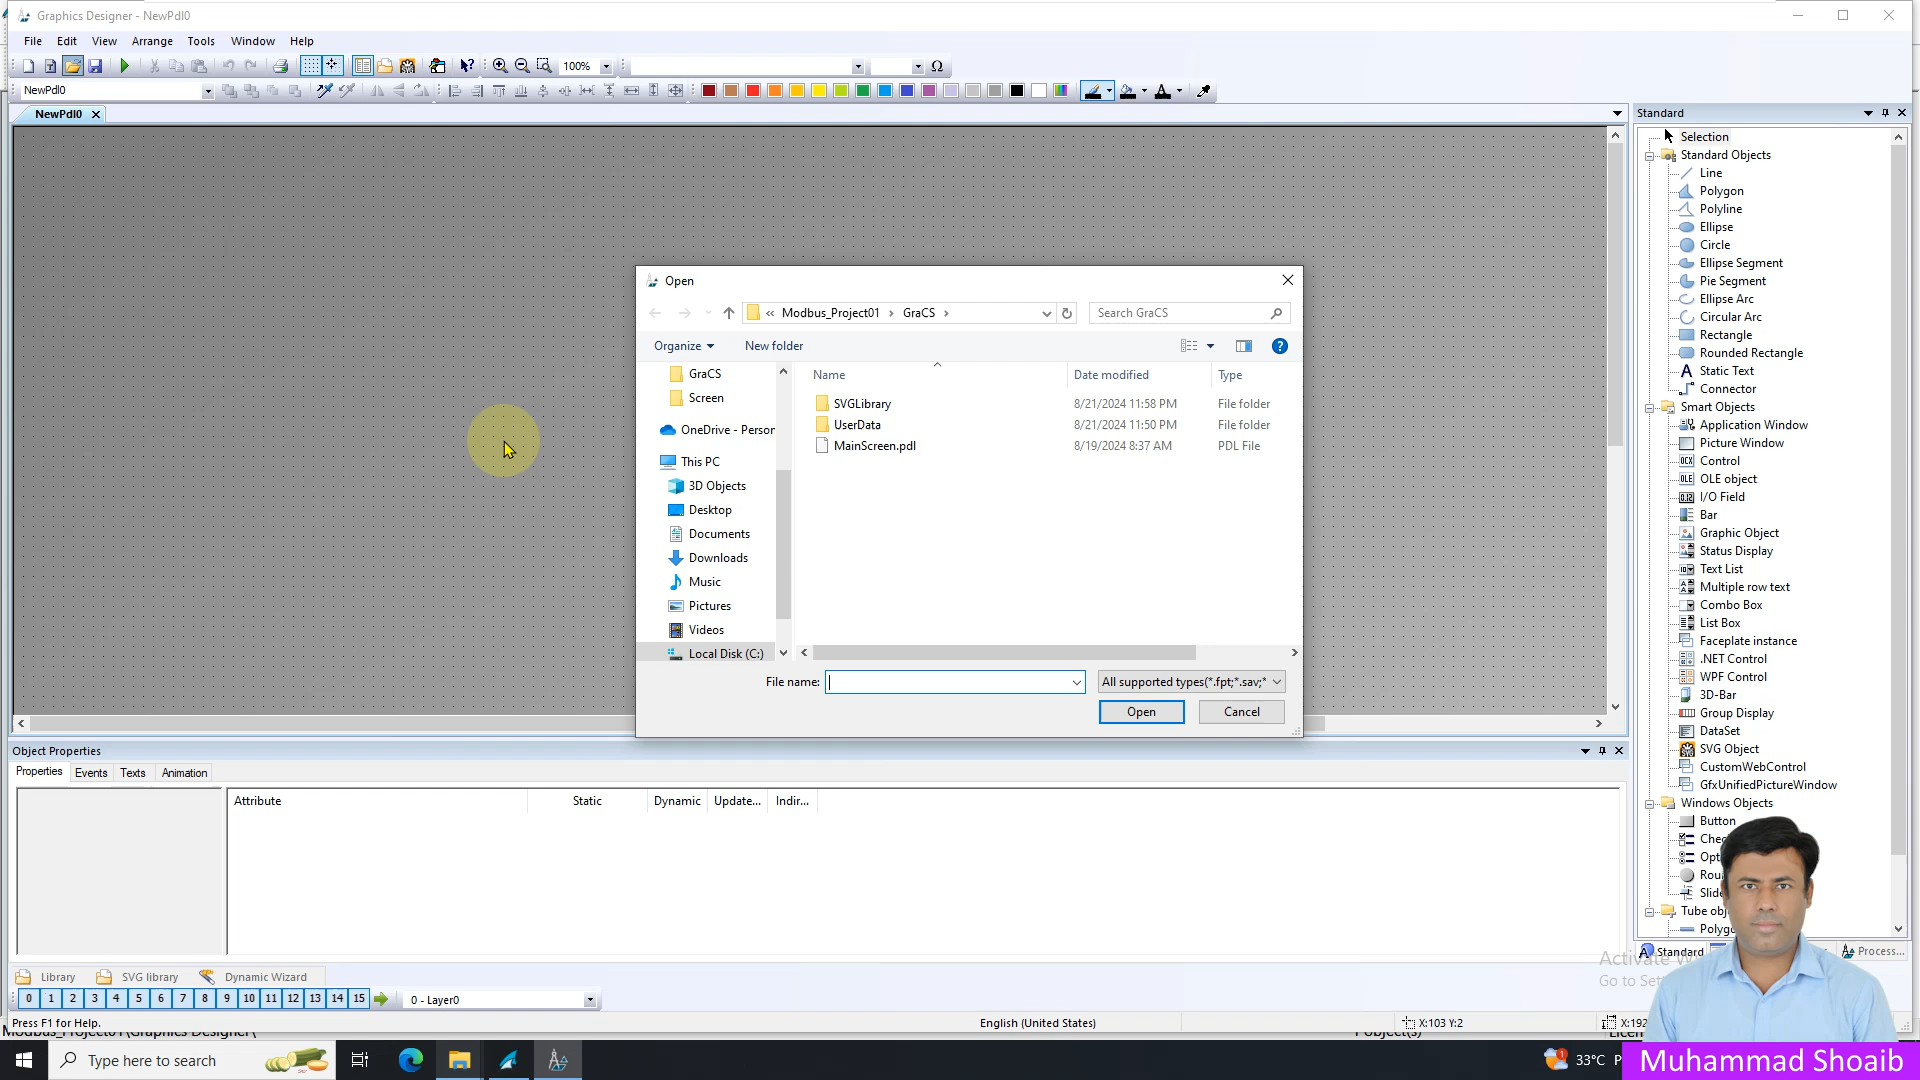 Graphics Designer - NewPdl0
File Edit View Arrange Tools Window Help
100% Ω
NewPdl0
NewPdl0
Standard
Selection
Standard Objects
Line
Polygon
Polyline
Ellipse
Circle
Ellipse Segment
Pie Segment
Ellipse Arc
Circular Arc
Rectangle
Rounded Rectangle
Static Text
Connector
Smart Objects
Application Window
Picture Window
Control
OLE object
I/O Field
Bar
Graphic Object
Status Display
Text List
Multiple row text
Combo Box
List Box
Faceplate instance
.NET Control
WPF Control
3D-Bar
Group Display
DataSet
SVG Object
CustomWebControl
GfxUnifiedPictureWindow
Windows Objects
Button
Standard
Process...
Open
« Modbus_Project01 › GraCS ›
Search GraCS
Organize New folder
GraCS
Screen
OneDrive - Person
This PC
3D Objects
Desktop
Documents
Downloads
Music
Pictures
Videos
Local Disk (C:)
Name Date modified Type
SVGLibrary 8/21/2024 11:58 PM File folder
UserData 8/21/2024 11:50 PM File folder
MainScreen.pdl 8/19/2024 8:37 AM PDL File
File name:
All supported types(*.fpt;*.sav;*
Open Cancel
Object Properties
Properties Events Texts Animation
Attribute Static Dynamic Update... Indir...
Library SVG library Dynamic Wizard
0 1 2 3 4 5 6 7 8 9 10 11 12 13 14 15 0 - Layer0
Press F1 for Help. English (United States) X:103 Y:2 X:192
Type here to search
33°C
Muhammad Shoaib